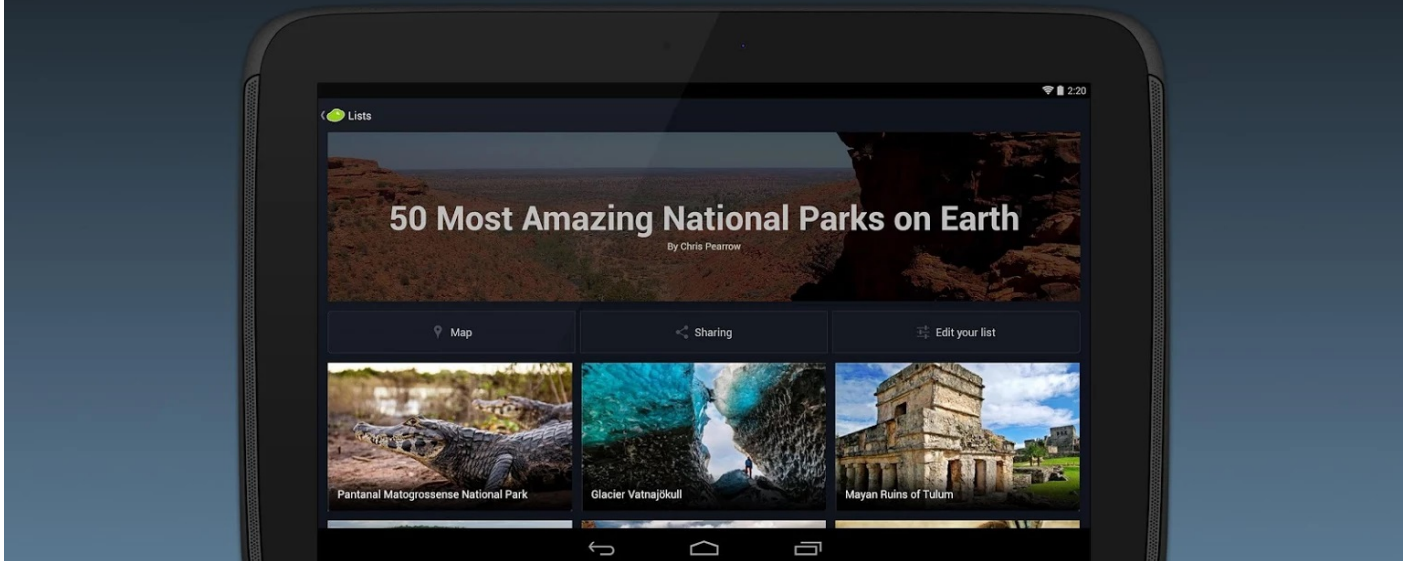 2:20
Lists
50 Most Amazing National Parks on Earth
By Chris Pearrow
Map
Sharing
Edit your list
Pantanal Matogrossense National Park
Glacier Vatnajökull
Mayan Ruins of Tulum